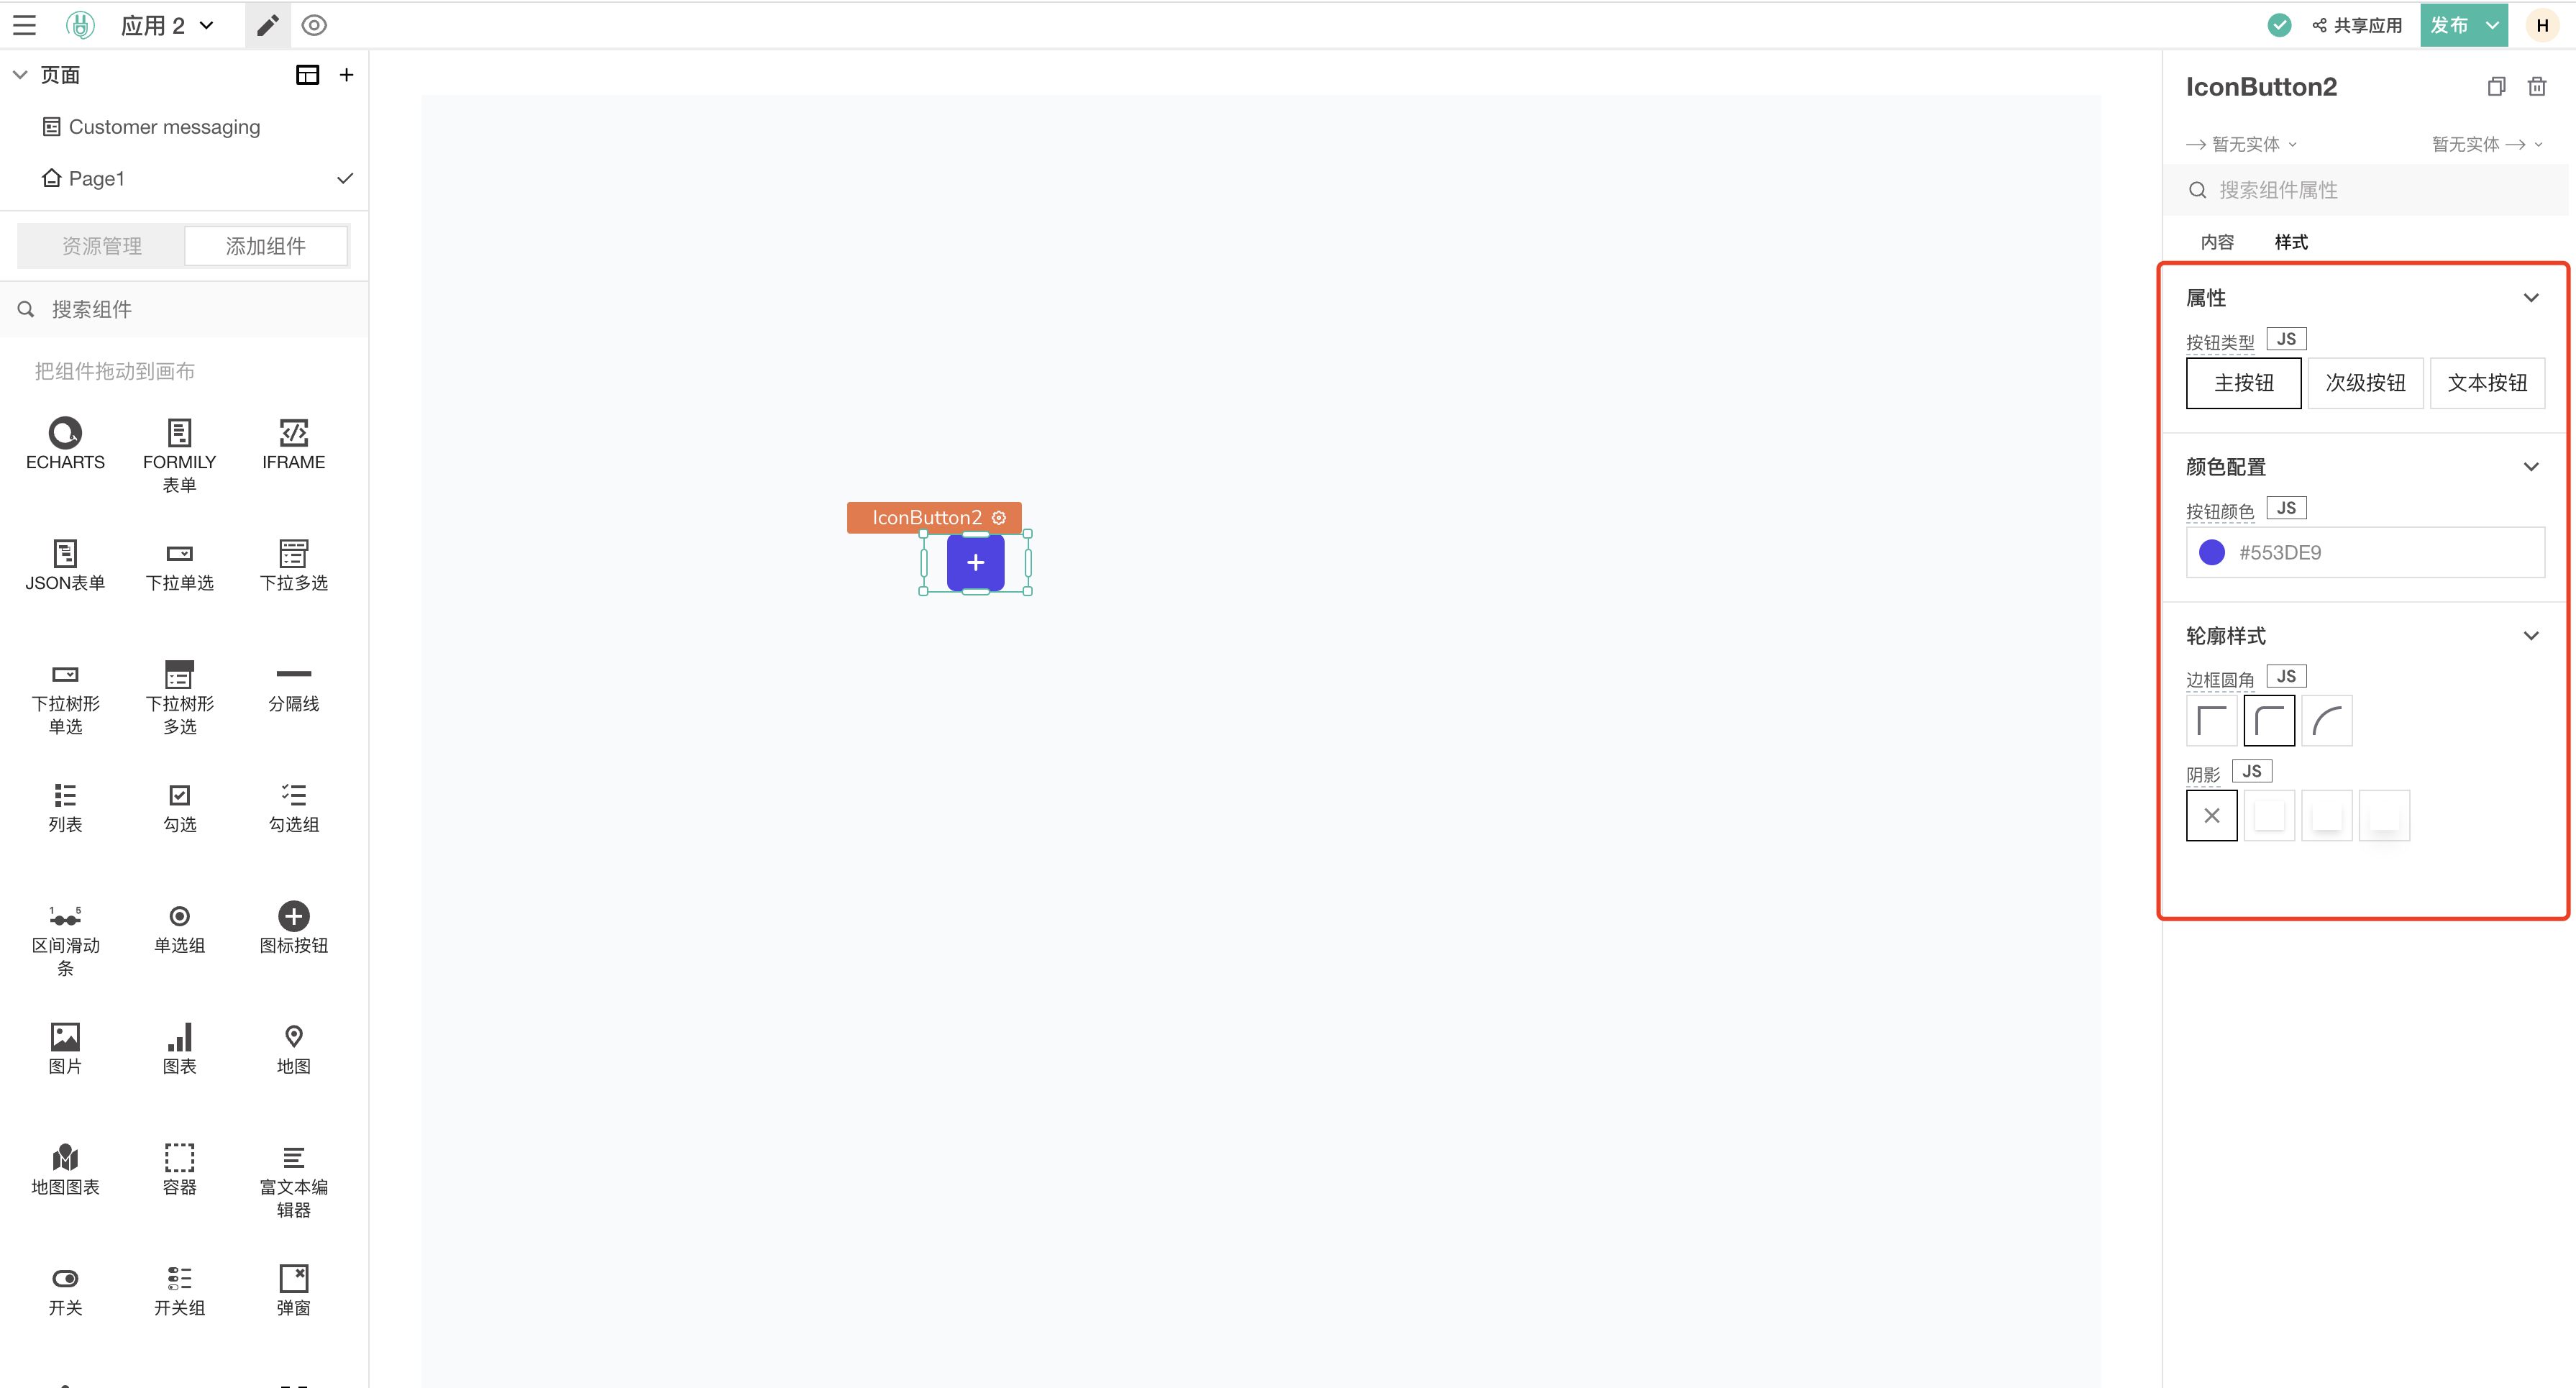 应用 2
共享应用
发布
H
页面
Customer messaging
Page1
资源管理
添加组件
搜索组件
把组件拖动到画布
ECHARTS
FORMILY
表单
IFRAME
JSON表单
下拉单选
下拉多选
下拉树形
单选
下拉树形
多选
分隔线
列表
勾选
勾选组
1 5
区间滑动
条
单选组
图标按钮
图片
图表
地图
地图图表
容器
富文本编
辑器
开关
开关组
弹窗
IconButton2
IconButton2
暂无实体
暂无实体
搜索组件属性
内容
样式
属性
按钮类型 JS
主按钮
次级按钮
文本按钮
颜色配置
按钮颜色 JS
#553DE9
轮廓样式
边框圆角 JS
阴影 JS